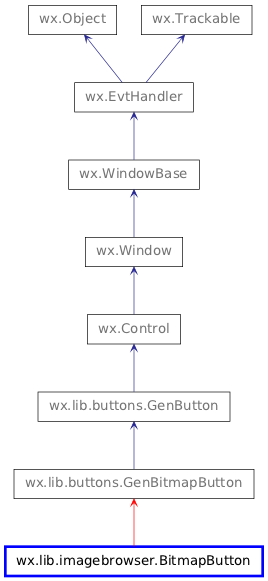 wx.Object
wx.Trackable
wx.EvtHandler
wx.WindowBase
wx.Window
wx.Control
wx.lib.buttons.GenButton
wx.lib.buttons.GenBitmapButton
wx.lib.imagebrowser.BitmapButton